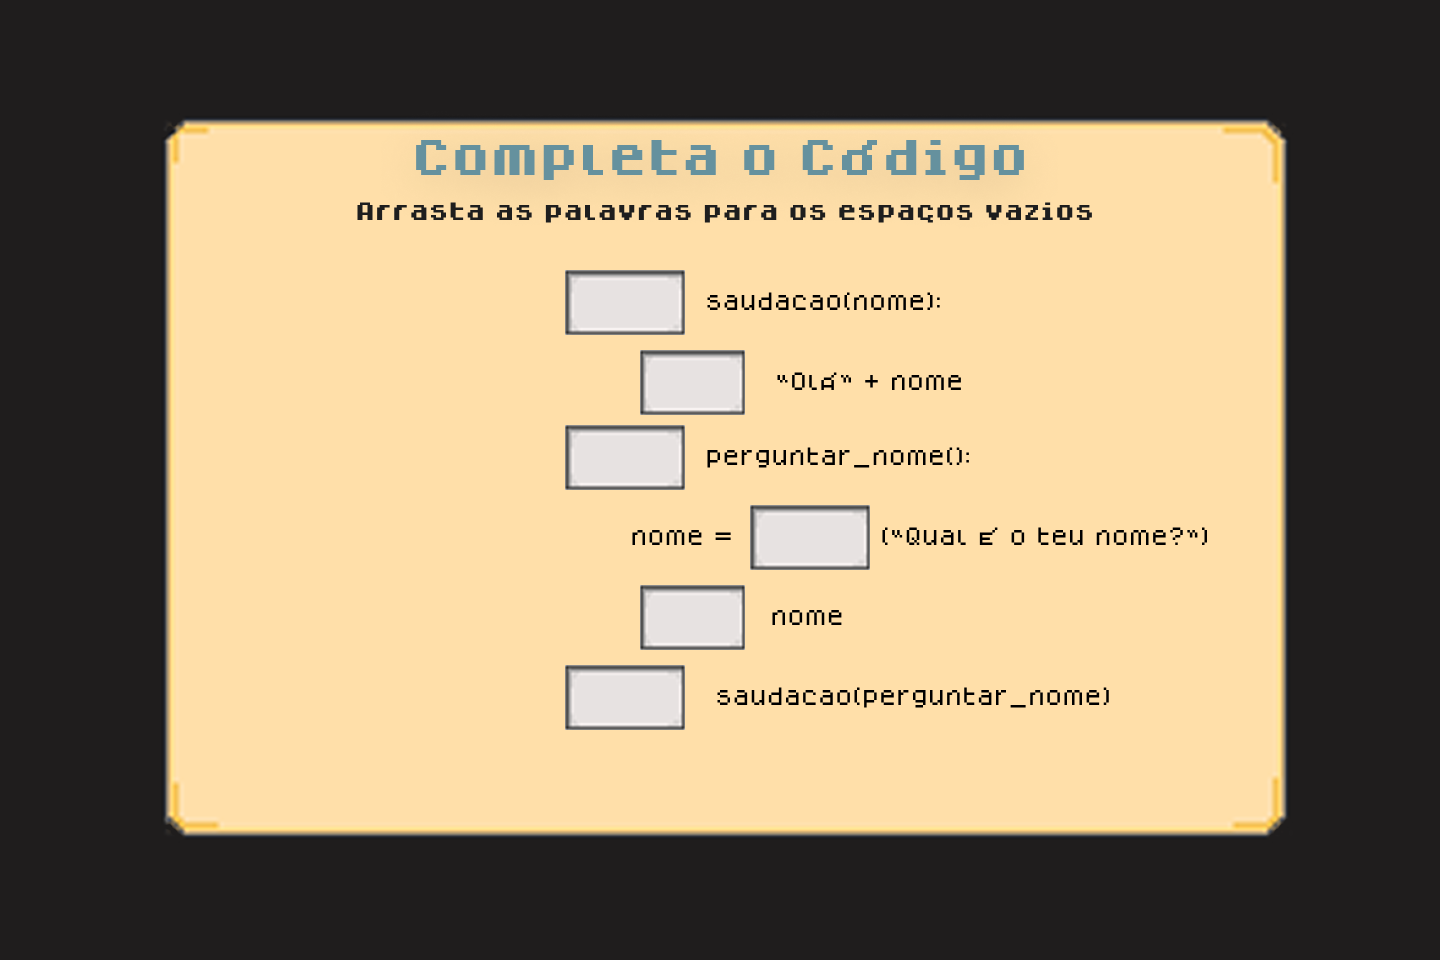 Completa o Código
Arrasta as palavras para os espaços vazios
saudacao(nome):
"Olá" + nome
perguntar_nome():
nome = ("Qual É o teu nome?")
nome
saudacao(perguntar_nome)